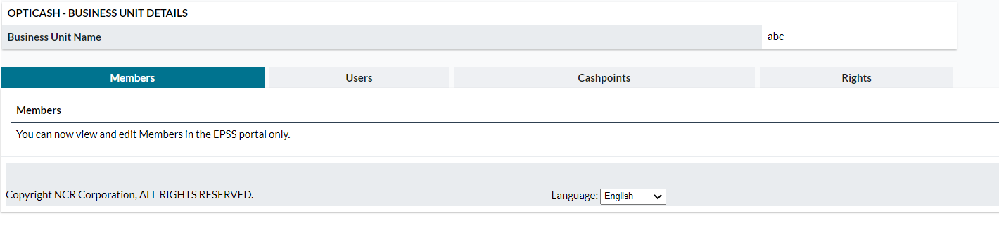 OPTICASH - BUSINESS UNIT DETAILS
Business Unit Name abc
Members Users Cashpoints Rights
Members
You can now view and edit Members in the EPSS portal only.
Copyright NCR Corporation, ALL RIGHTS RESERVED. Language: English